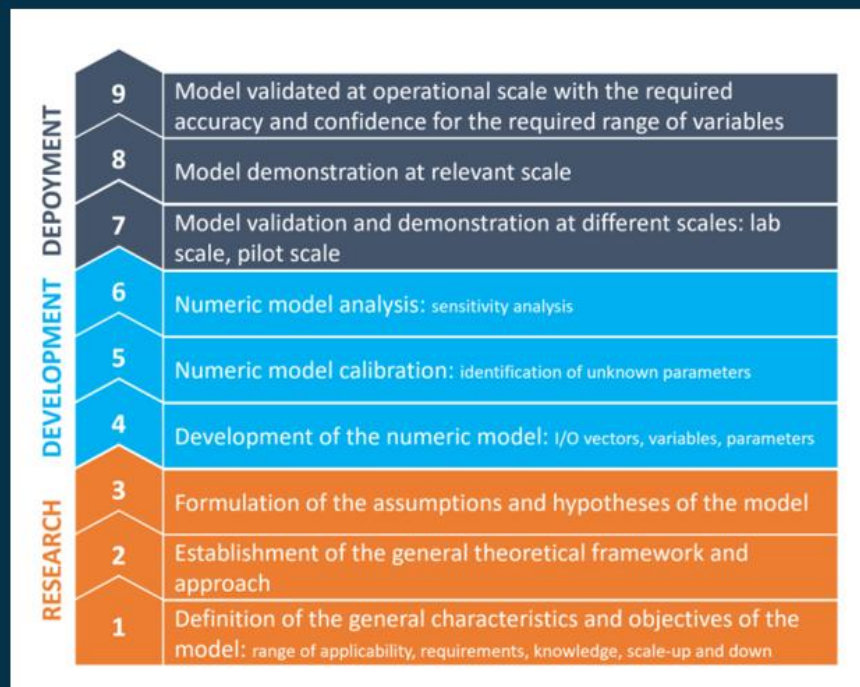 DEPOYMENT
9
Model validated at operational scale with the required
accuracy and confidence for the required range of variables
8
Model demonstration at relevant scale
7
Model validation and demonstration at different scales: lab
scale, pilot scale
DEVELOPMENT
6
Numeric model analysis: sensitivity analysis
5
Numeric model calibration: identification of unknown parameters
4
Development of the numeric model: I/O vectors, variables, parameters
RESEARCH
3
Formulation of the assumptions and hypotheses of the model
2
Establishment of the general theoretical framework and
approach
1
Definition of the general characteristics and objectives of the
model: range of applicability, requirements, knowledge, scale-up and down